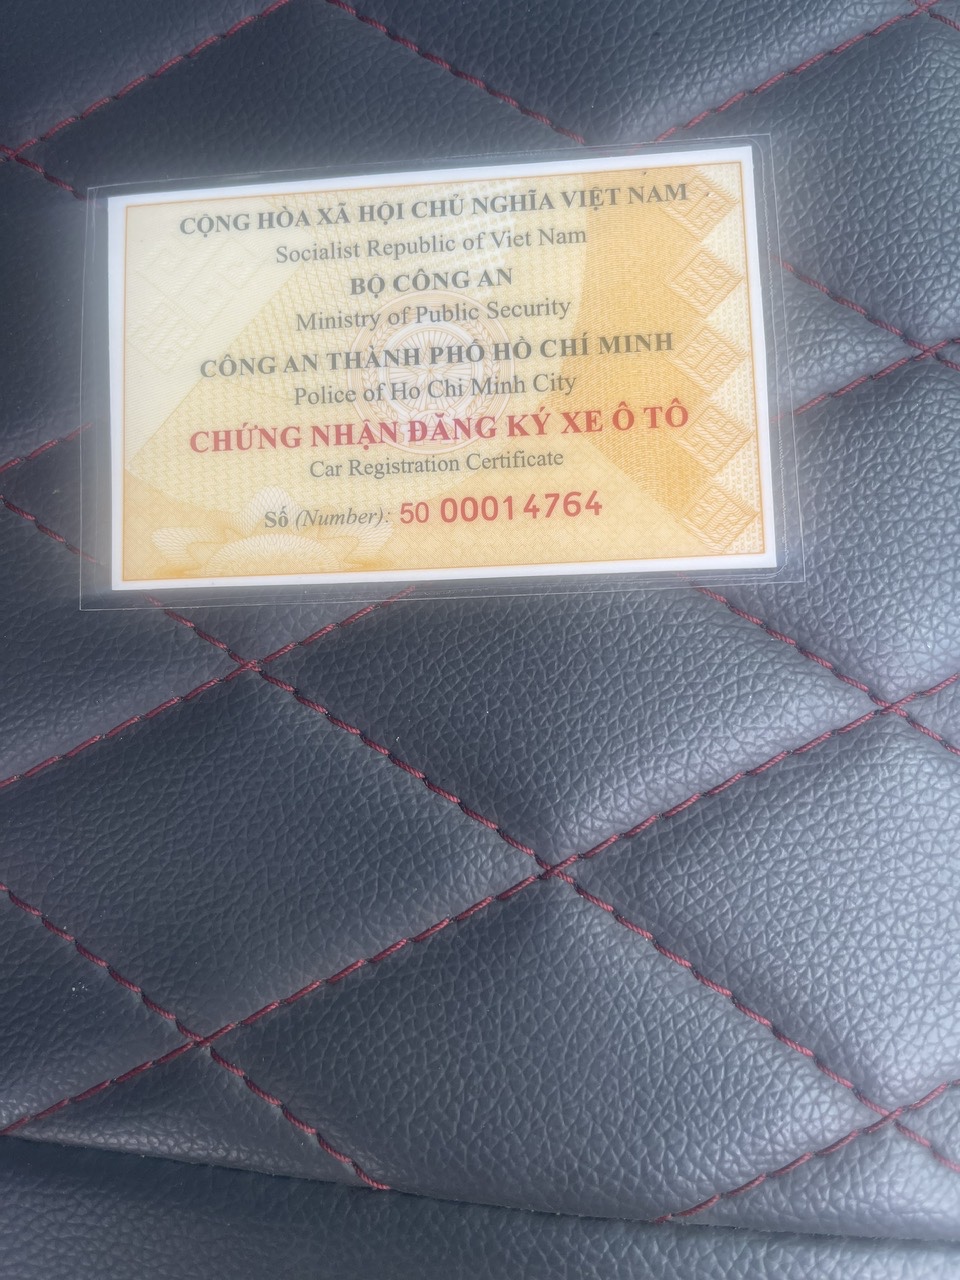 CỘNG HÒA XÃ HỘI CHỦ NGHĨA VIỆT NAM
Socialist Republic of Viet Nam
BỘ CÔNG AN
Ministry of Public Security
CÔNG AN THÀNH PHỐ HỒ CHÍ MINH
Police of Ho Chi Minh City
CHỨNG NHẬN ĐĂNG KÝ XE Ô TÔ
Car Registration Certificate
Số (Number): 50 00014764